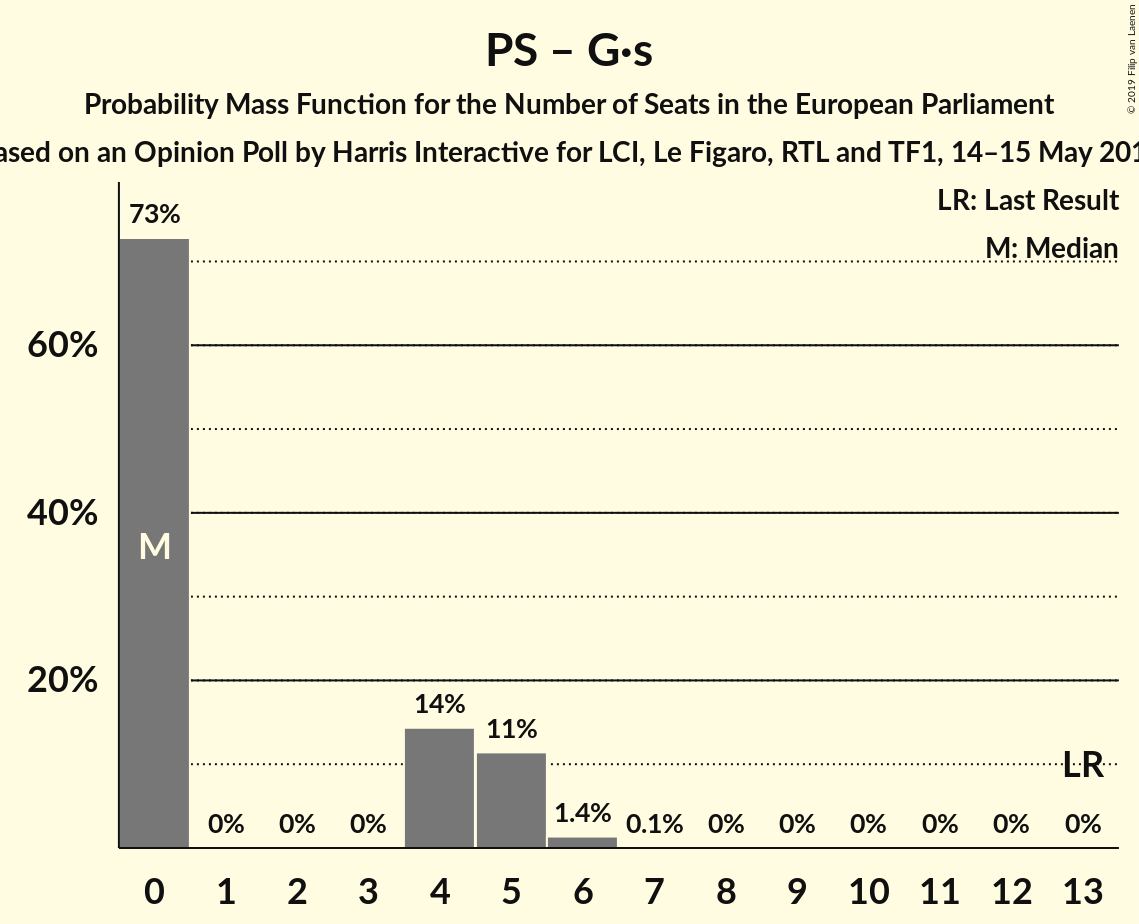 PS – G·s
Probability Mass Function for the Number of Seats in the European Parliament
ased on an Opinion Poll by Harris Interactive for LCI, Le Figaro, RTL and TF1, 14–15 May 201
© 2019 Filip van Laenen
LR: Last Result
M: Median
73%
60%
40%
20%
M
14%
11%
1.4%
0.1%
LR
0% 0% 0% 0% 0% 0% 0% 0% 0%
0 1 2 3 4 5 6 7 8 9 10 11 12 13